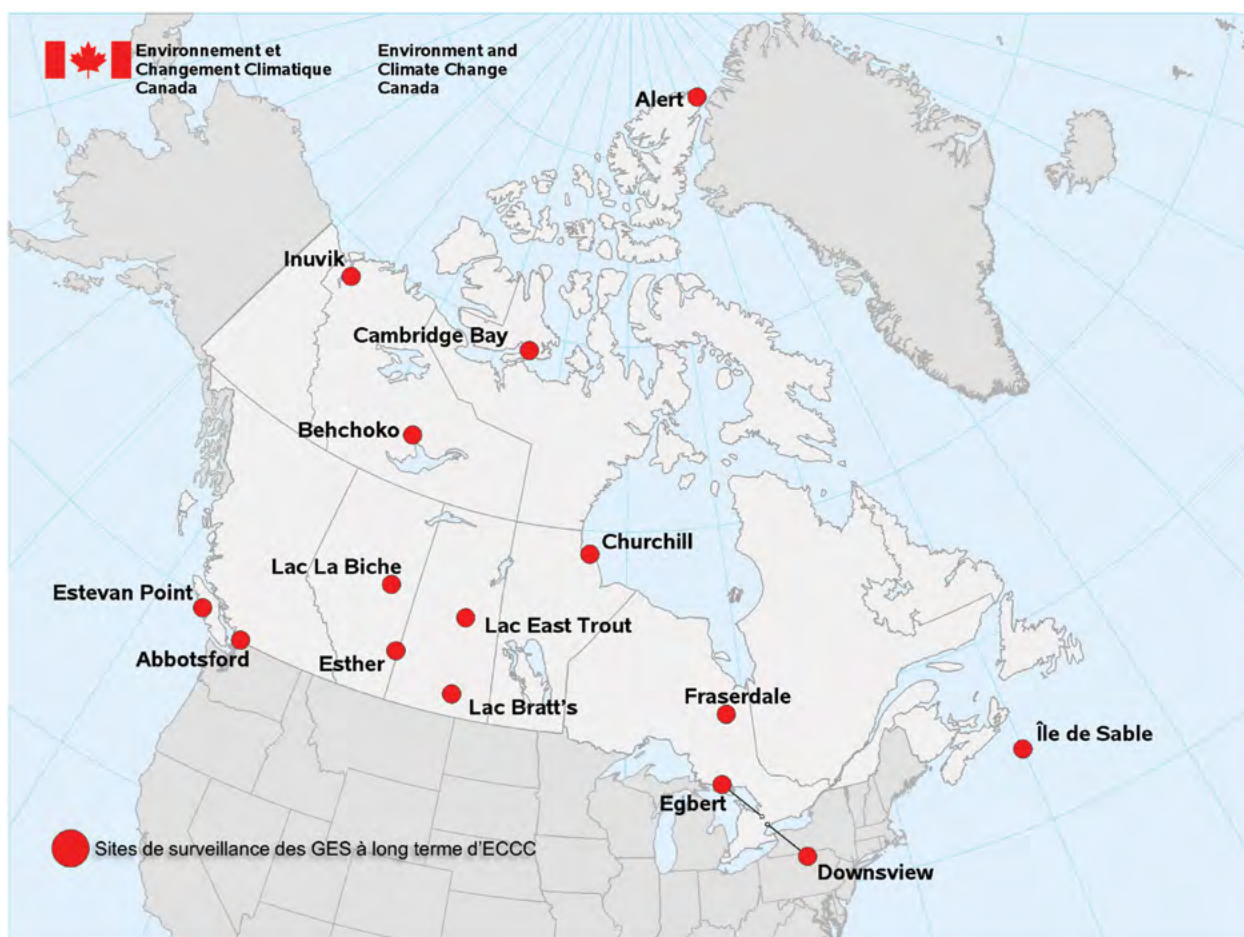 Environnement et
Changement Climatique
Canada
Environment and
Climate Change
Canada
Alert
Inuvik
Cambridge Bay
Behchoko
Churchill
Lac La Biche
Estevan Point
Lac East Trout
Abbotsford
Esther
Lac Bratt's
Fraserdale
Île de Sable
Egbert
Sites de surveillance des GES à long terme d'ECCC
Downsview